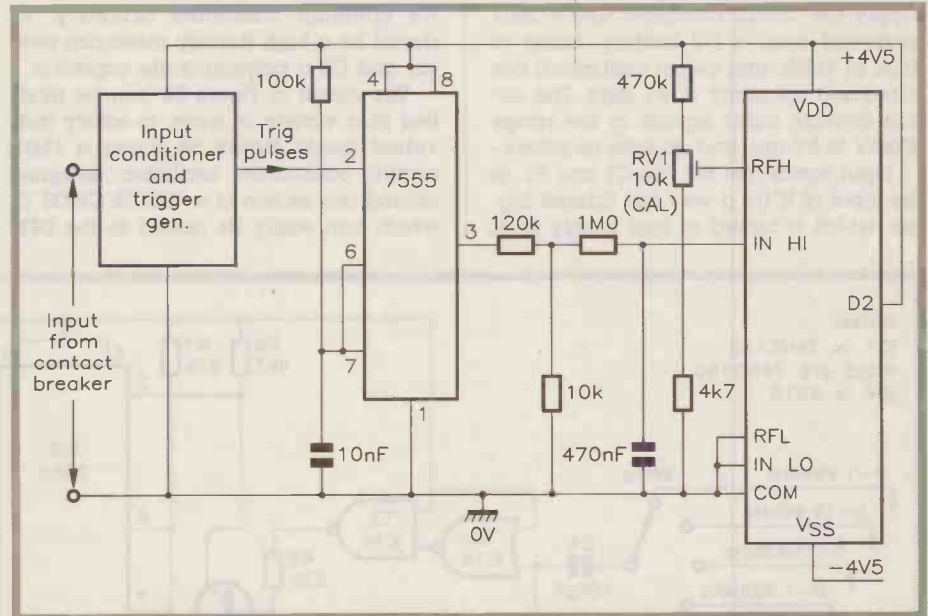 +4V5
100k
4
8
470k
VDD
Input
conditioner
and
trigger
gen
Trig
pulses
2
7555
RV1
10k
(CAL)
RFH
3
120k
1M0
IN HI
6
D2
Input
from
contact
breaker
7
1
10k
4k7
10nF
470nF
RFL
IN LO
COM
0V
VSS
−4V5